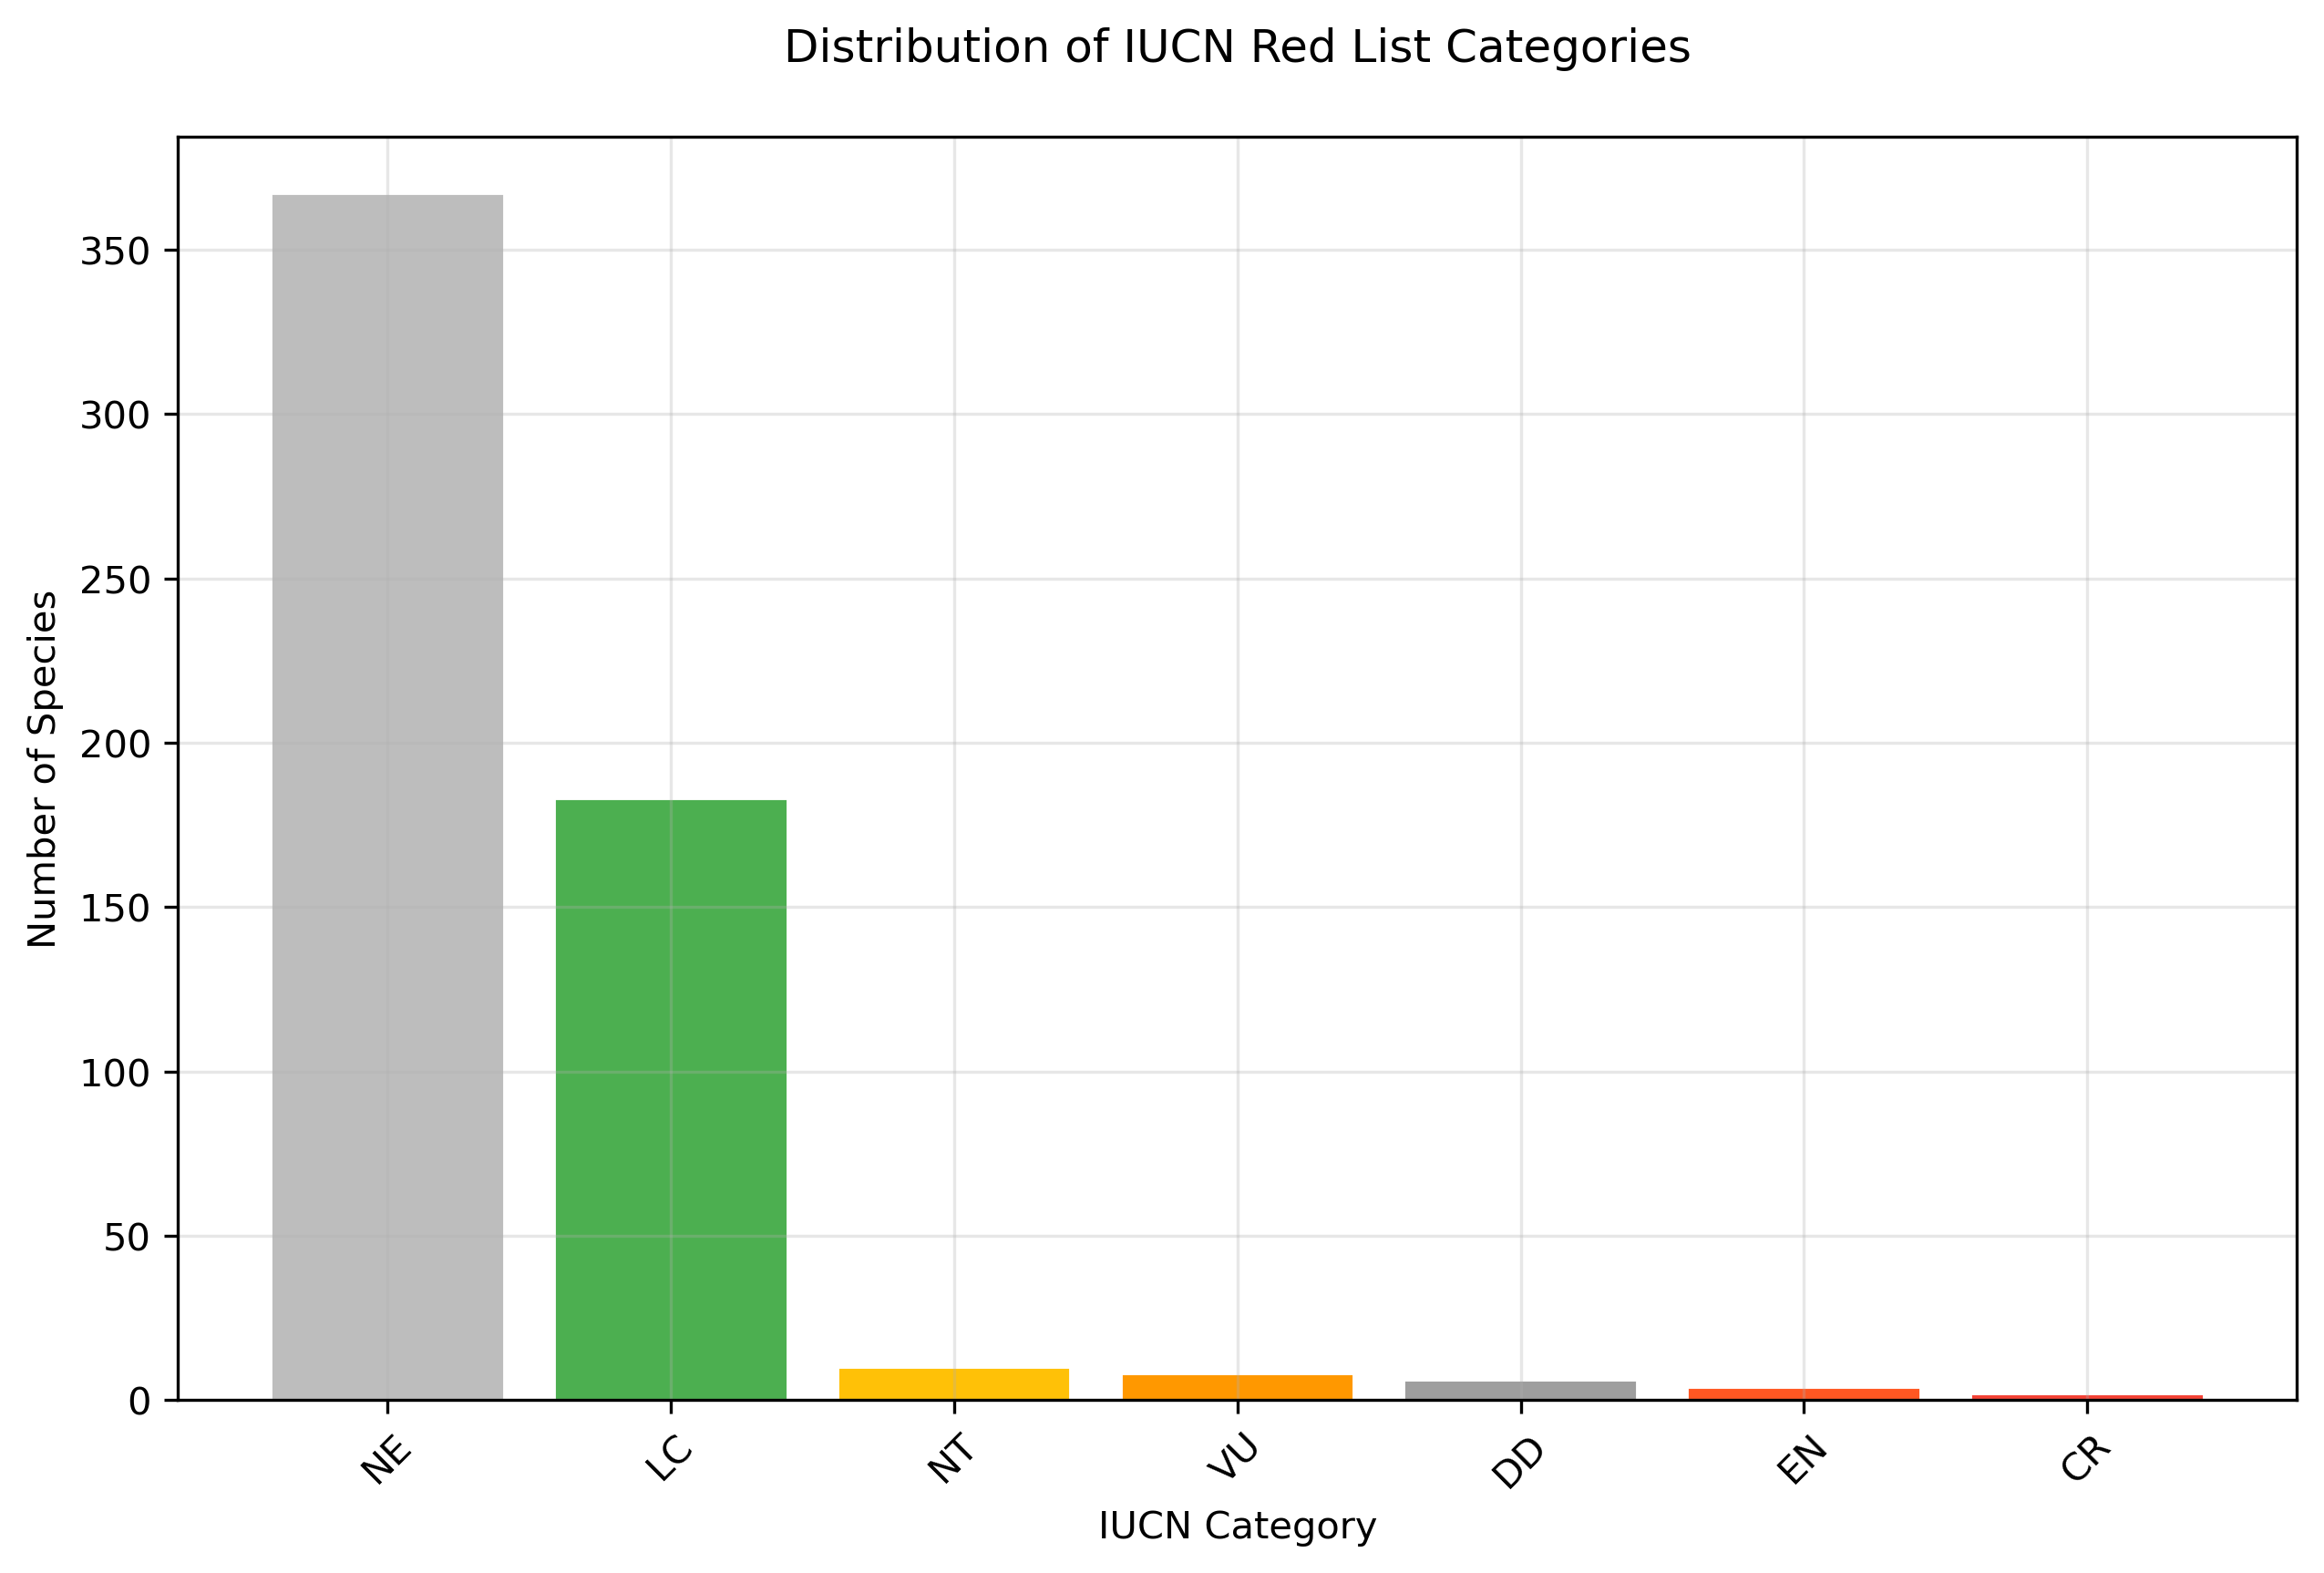 Distribution of IUCN Red List Categories
Number of Species
350
300
250
200
150
100
50
0
NE
LC
NT
VU
DD
EN
CR
IUCN Category